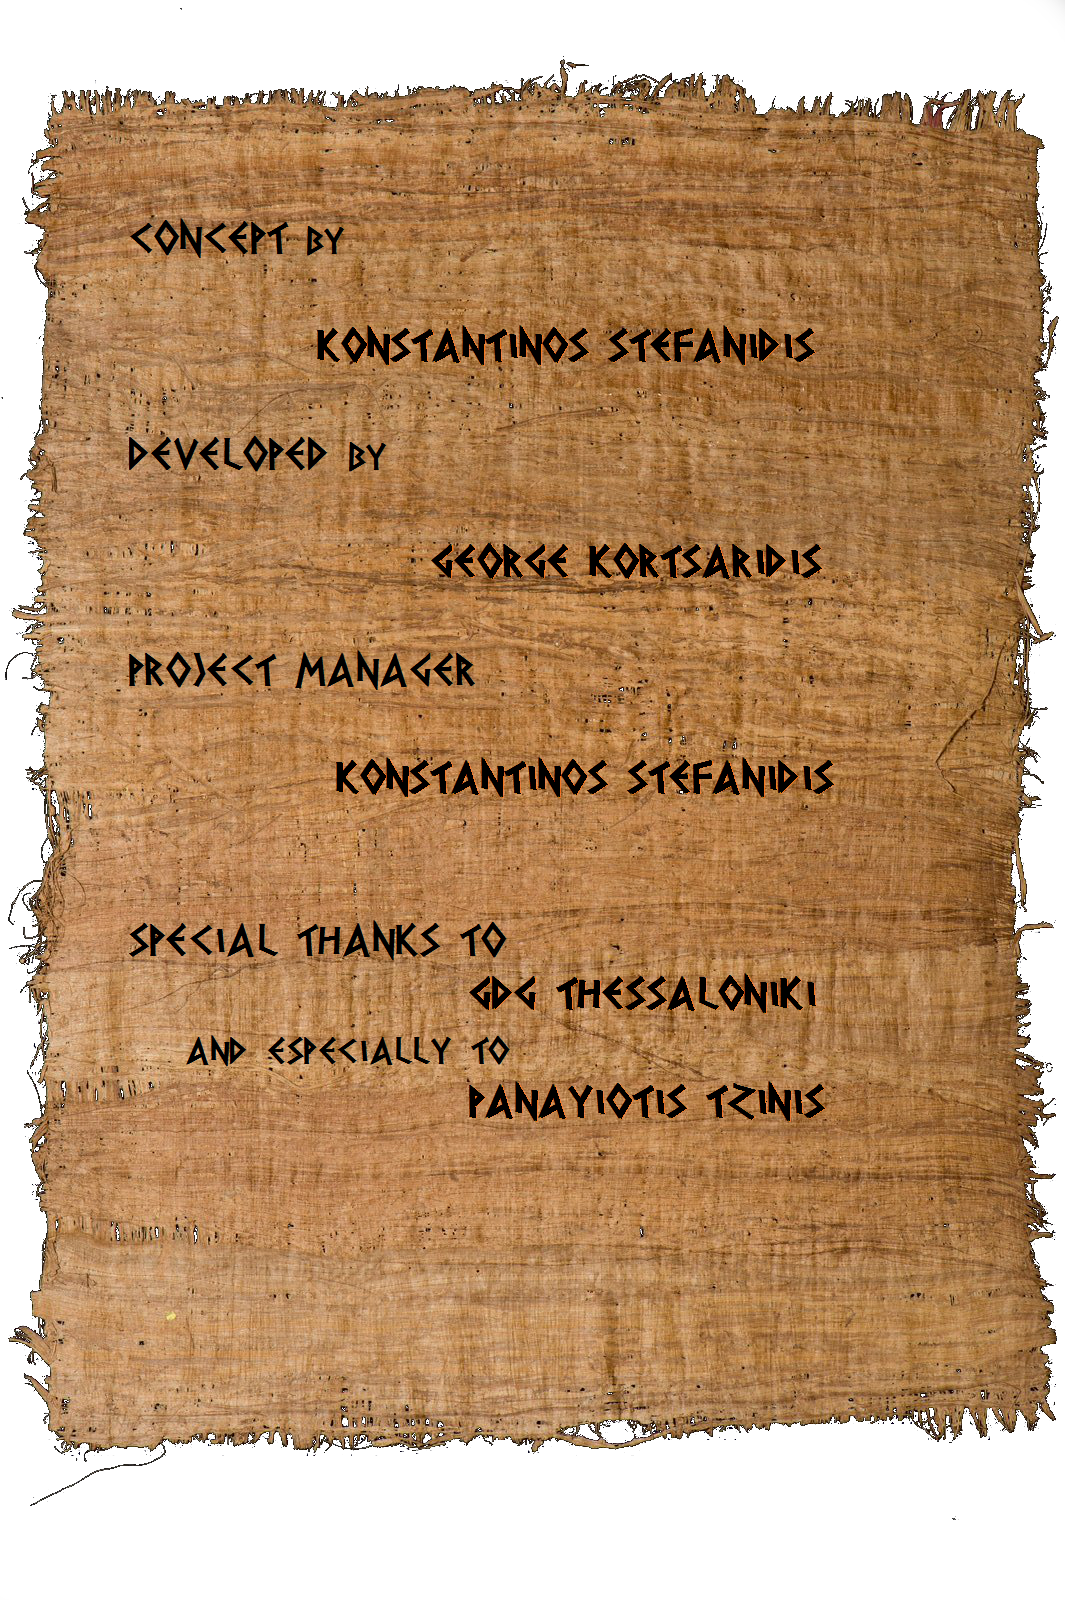 CONCEPT BY
KONSTANTINOS STEFANIDIS
DEVELOPED BY
GEORGE KORTSARIDIS
PROJECT MANAGER
KONSTANTINOS STEFANIDIS
SPECIAL THANKS TO
GDG THESSALONIKI
AND ESPECIALLY TO
PANAYIOTIS TZINIS